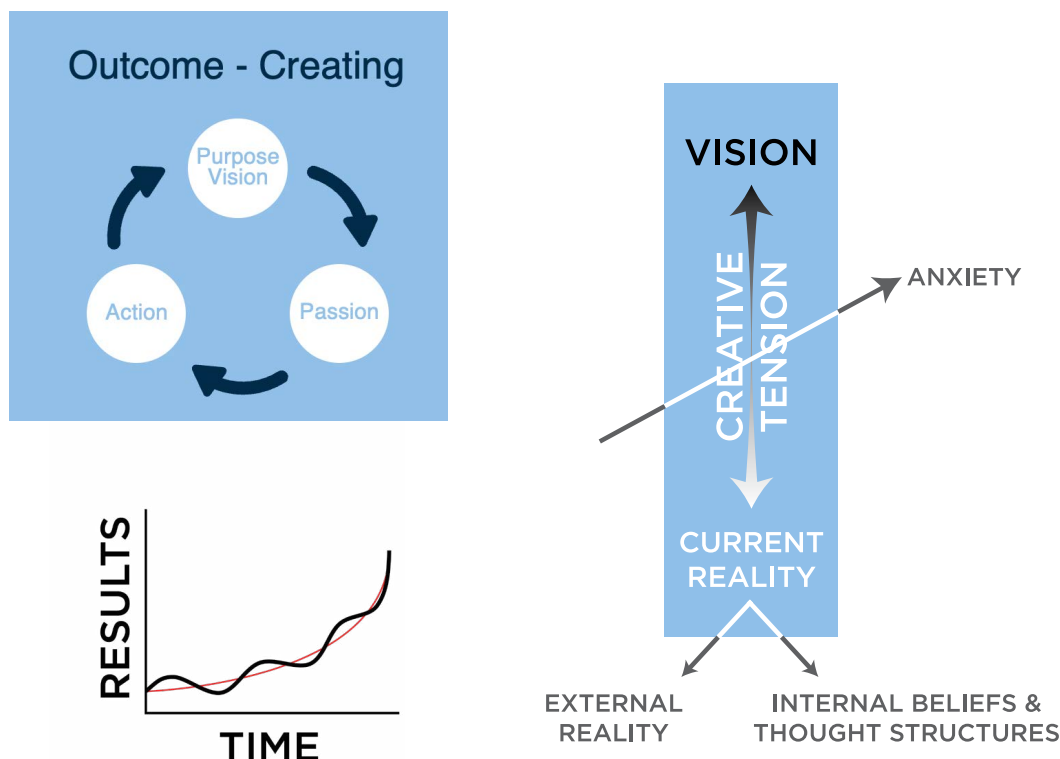 Outcome - Creating
Purpose
Vision
Action
Passion
RESULTS
TIME
VISION
CREATIVE
TENSION
ANXIETY
CURRENT
REALITY
EXTERNAL
REALITY
INTERNAL BELIEFS &
THOUGHT STRUCTURES